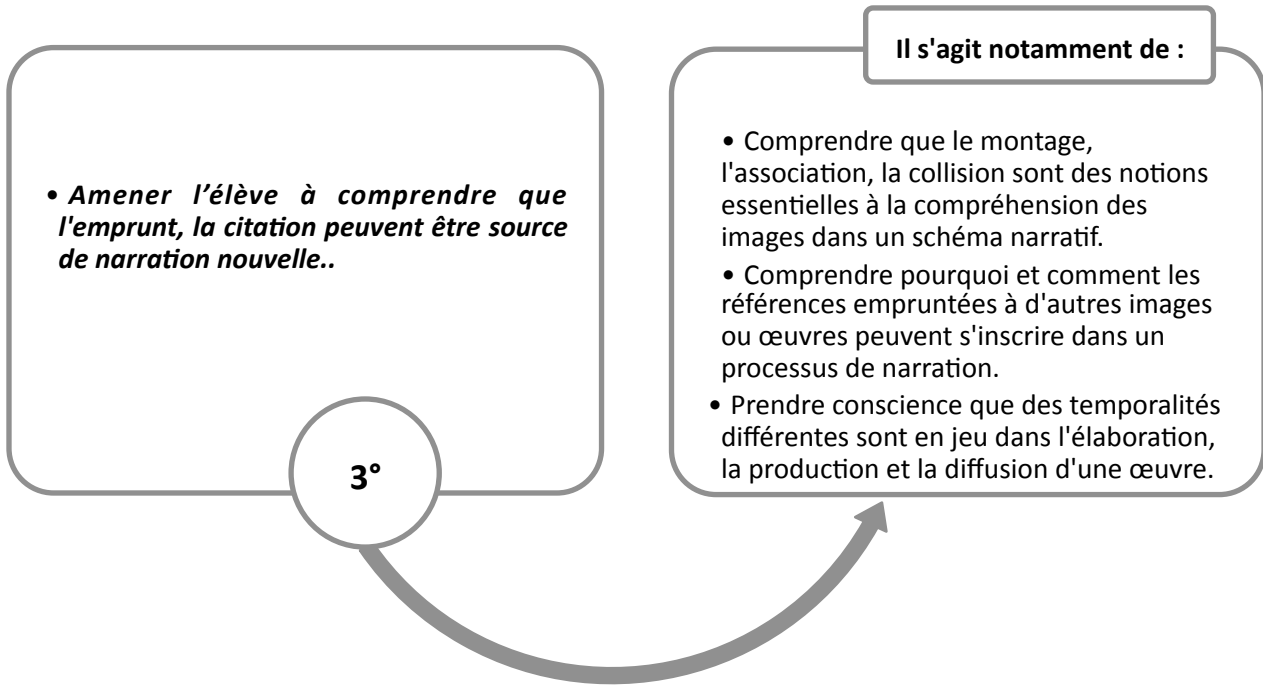 • Amener l’élève à comprendre que
l'emprunt, la citation peuvent être source
de narration nouvelle..
3°
Il s'agit notamment de :
• Comprendre que le montage,
l'association, la collision sont des notions
essentielles à la compréhension des
images dans un schéma narratif.
• Comprendre pourquoi et comment les
références empruntées à d'autres images
ou œuvres peuvent s'inscrire dans un
processus de narration.
• Prendre conscience que des temporalités
différentes sont en jeu dans l'élaboration,
la production et la diffusion d'une œuvre.